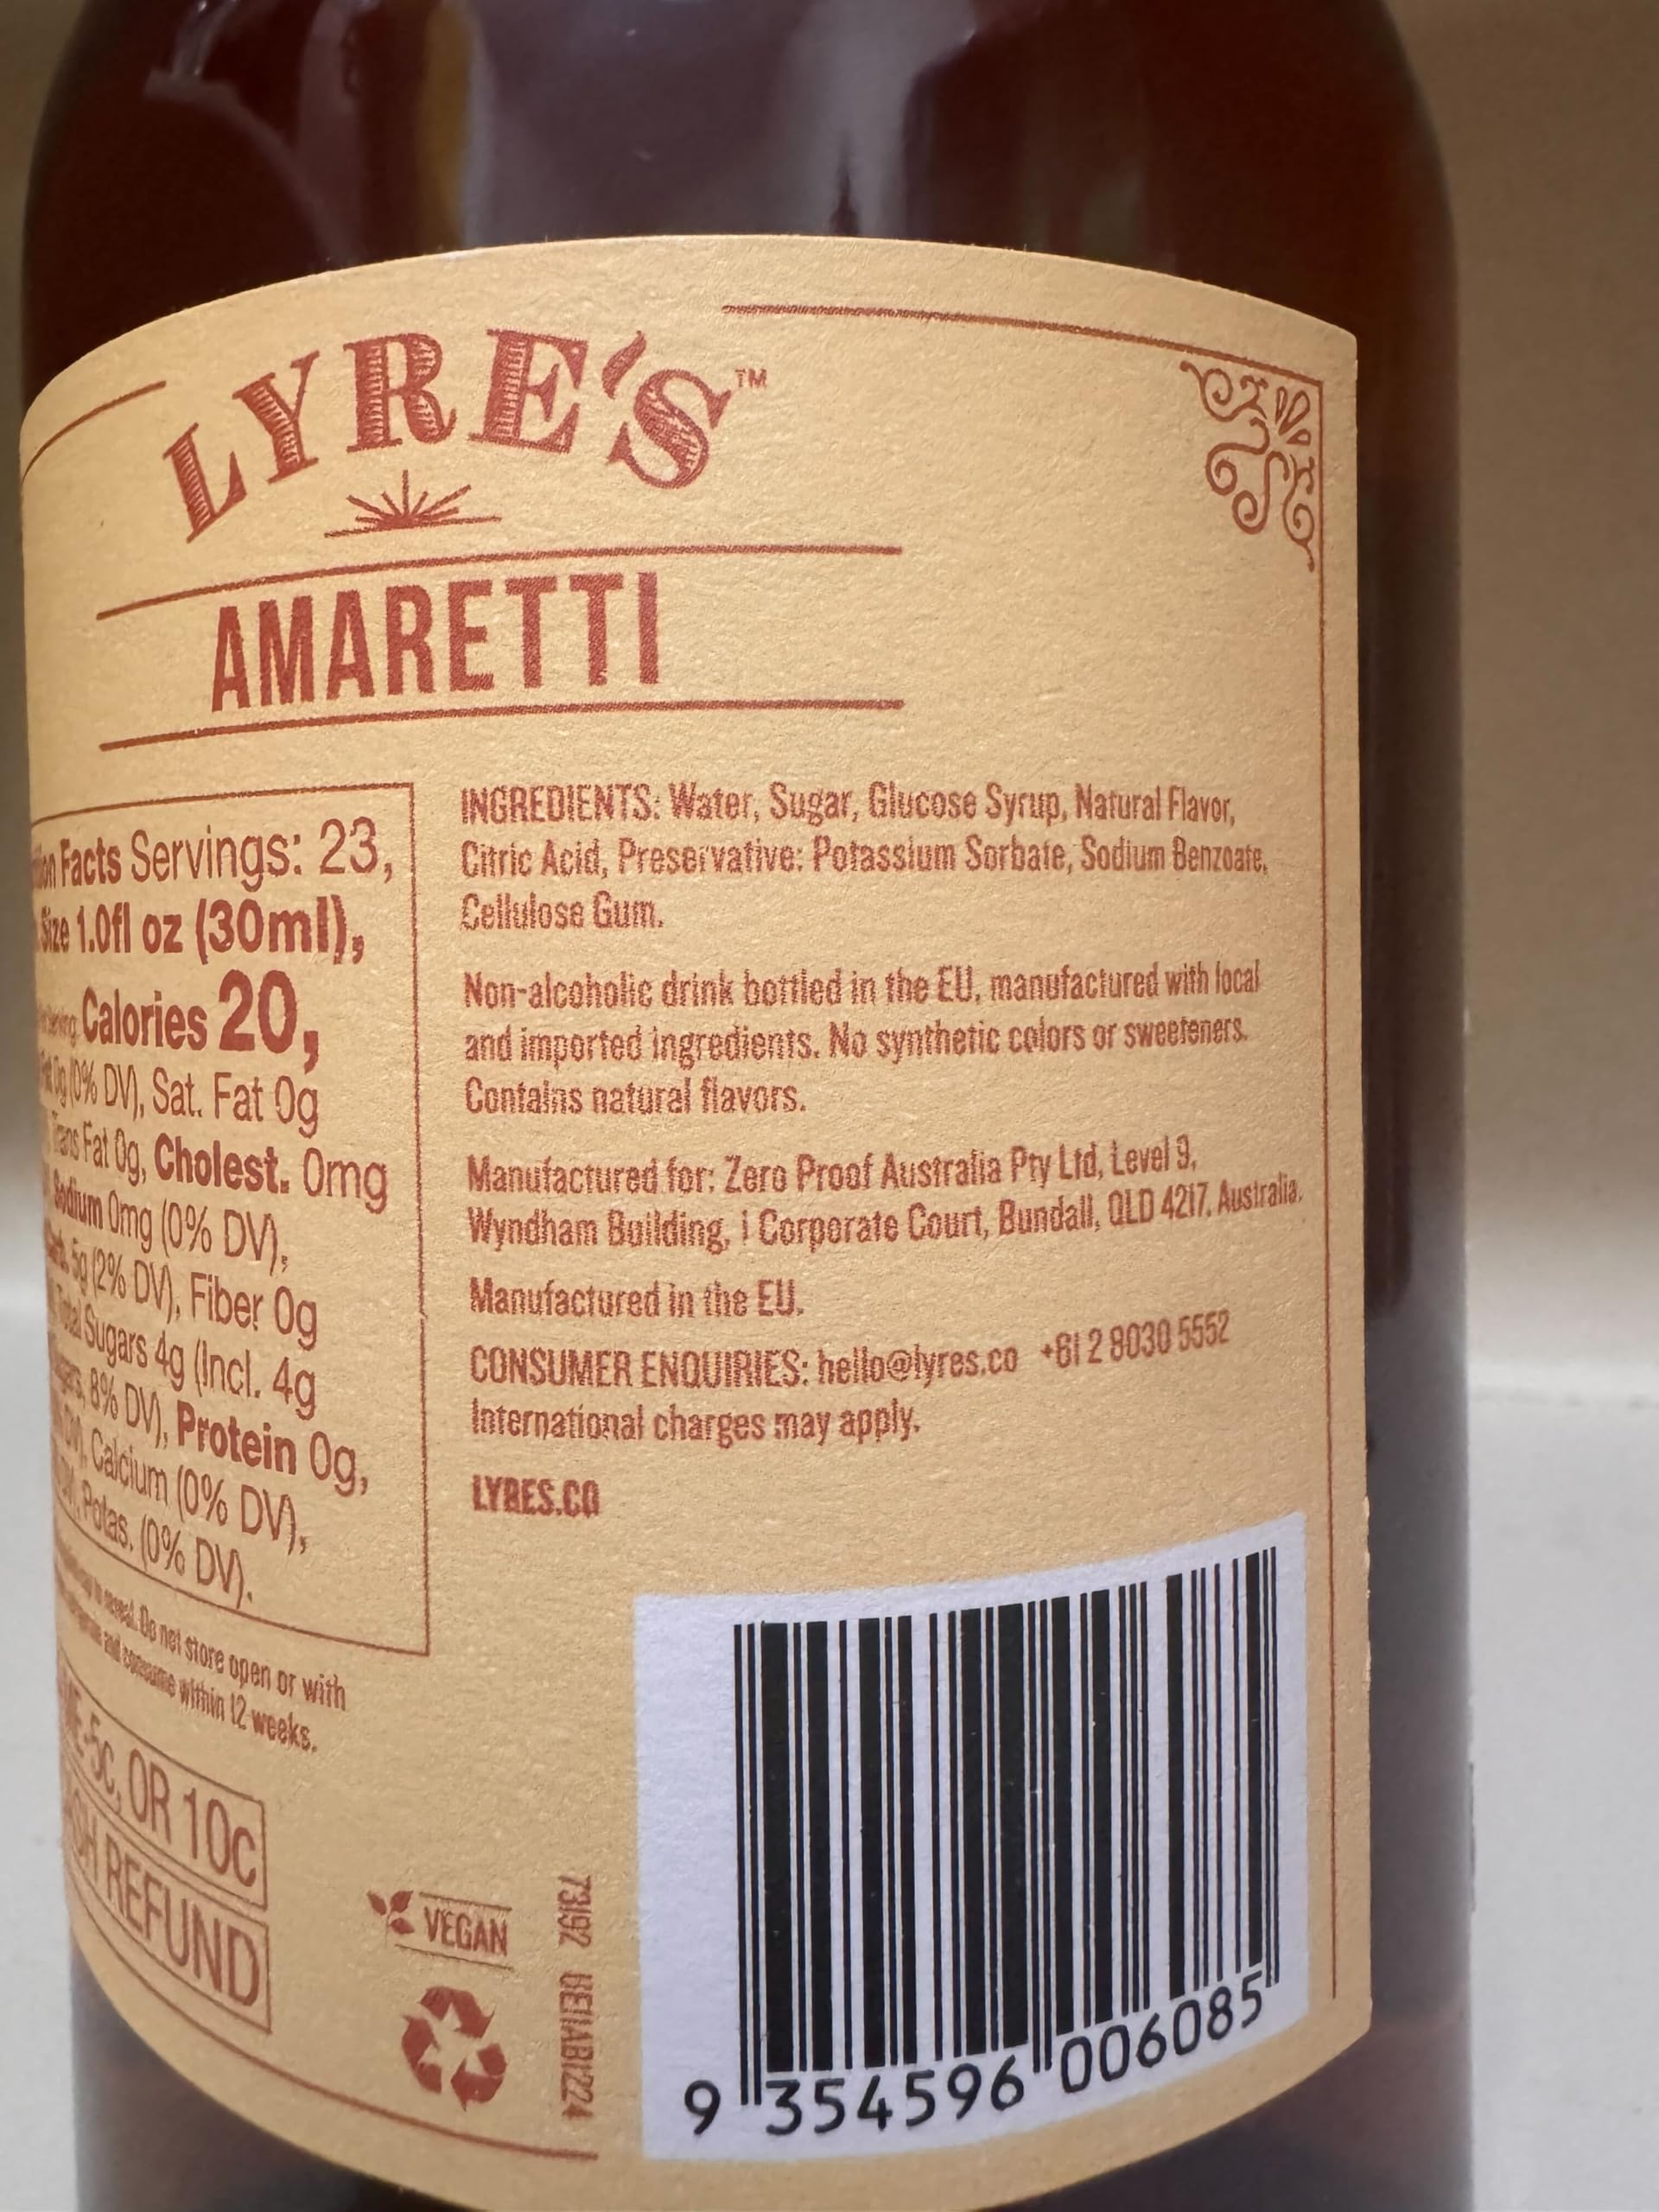 LYRE'S™
AMARETTI
Facts Servings: 23,
Size 1.0fl oz (30ml),
Calories 20,
0g (0% DV), Sat. Fat 0g
Trans Fat 0g, Cholest. 0mg
Sodium 0mg (0% DV),
5g (2% DV), Fiber 0g
Total Sugars 4g (Incl. 4g
8% DV), Protein 0g,
Calcium (0% DV),
Potas. (0% DV).
Do not store open or with
and consume within 12 weeks.
5c, OR 10c
REFUND
INGREDIENTS: Water, Sugar, Glucose Syrup, Natural Flavor,
Citric Acid, Preservative: Potassium Sorbate, Sodium Benzoate,
Cellulose Gum.
Non-alcoholic drink bottled in the EU, manufactured with local
and imported ingredients. No synthetic colors or sweeteners.
Contains natural flavors.
Manufactured for: Zero Proof Australia Pty Ltd, Level 9,
Wyndham Building, 1 Corporate Court, Bundall, QLD 4217. Australia.
Manufactured in the EU.
CONSUMER ENQUIRIES: hello@lyres.co +61 2 8030 5552
International charges may apply.
LYRES.CO
VEGAN
73192
9 354596 006085